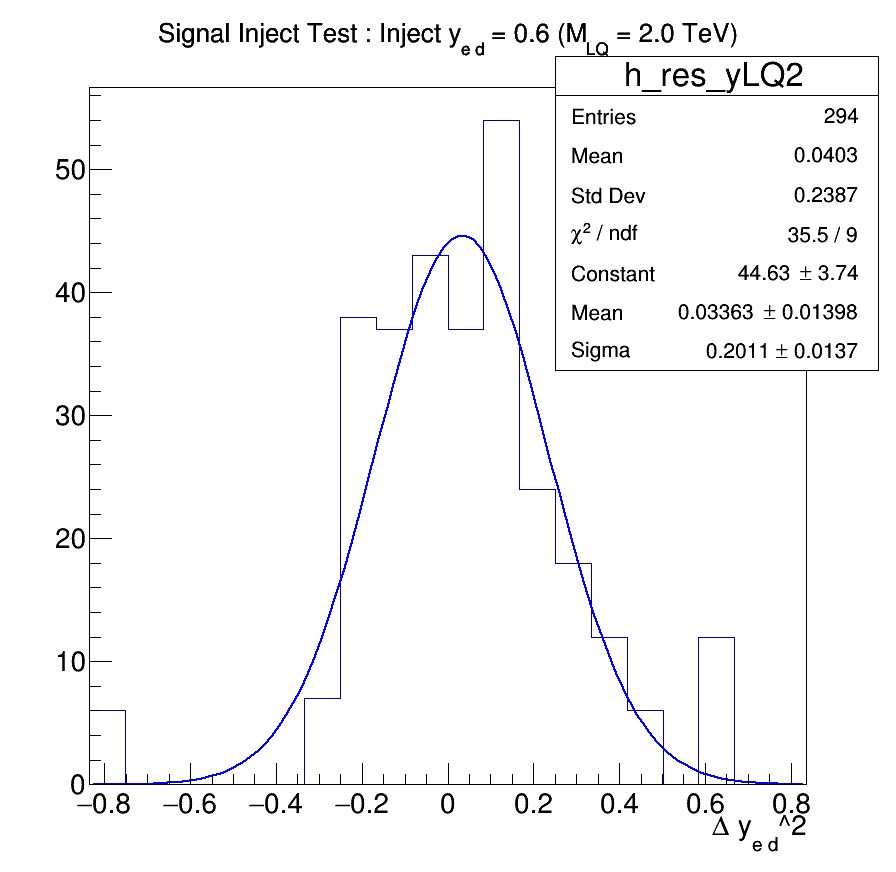 Signal Inject Test : Inject y_{e d} = 0.6 (M_{LQ} = 2.0 TeV)
h_res_yLQ2
Entries 294
Mean 0.0403
Std Dev 0.2387
χ² / ndf 35.5 / 9
Constant 44.63 ± 3.74
Mean 0.03363 ± 0.01398
Sigma 0.2011 ± 0.0137
50
40
30
20
10
0
−0.8 −0.6 −0.4 −0.2 0 0.2 0.4 0.6 0.8
Δ y_{e d}^2